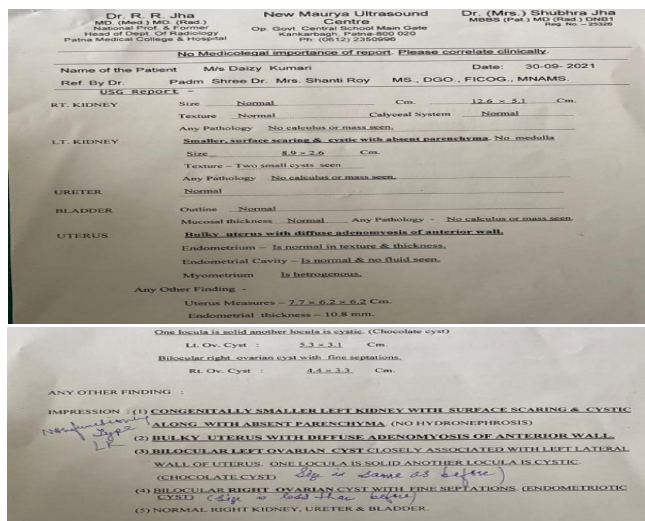 Dr. R. R. Jha
MD. (Med.) MD. (Rad.)
National Prof. & Former
Head of Dept. Of Radiology
Patna Medical College & Hospital
New Maurya Ultrasound
Centre
Op. Govt. Central School Main Gate
Kankarbagh, Patna-800 020
Ph: (0612) 2350996
Dr. (Mrs.) Shubhra Jha
MBBS (Pat.) MD (Rad.) DNB1
Reg. No - 25326
No Medicolegal importance of report. Please correlate clinically.
Name of the Patient M/s Daizy Kumari Date: 30-09- 2021
Ref. By Dr. Padm Shree Dr. Mrs. Shanti Roy MS., DGO., FICOG., MNAMS.
USG Report -
RT. KIDNEY Size Normal Cm. 12.6 × 5.1 Cm.
Texture Normal Calyceal System Normal
Any Pathology No calculus or mass seen.
LT. KIDNEY Smaller, surface scaring & cystic with absent parenchyma. No medulla
Size 8.9 × 2.6 Cm.
Texture – Two small cysts seen
Any Pathology No calculus or mass seen.
URETER Normal
BLADDER Outline Normal
Mucosal thickness Normal Any Pathology - No calculus or mass seen.
UTERUS Bulky uterus with diffuse adenomyosis of anterior wall.
Endometrium – Is normal in texture & thickness.
Endometrial Cavity – Is normal & no fluid seen.
Myometrium Is hetrogenous.
Any Other Finding -
Uterus Measures – 7.7 × 6.2 × 6.2 Cm.
Endometrial thickness – 10.8 mm.
One locula is solid another locula is cystic. (Chocolate cyst)
Lt. Ov. Cyst : 5.3 × 3.1 Cm.
Bilocular right ovarian cyst with fine septations.
Rt. Ov. Cyst : 4.4 × 3.3 Cm.
ANY OTHER FINDING :
IMPRESSION : (1) CONGENITALLY SMALLER LEFT KIDNEY WITH SURFACE SCARING & CYSTIC
ALONG WITH ABSENT PARENCHYMA. (NO HYDRONEPHROSIS)
Nonfunctioning
Type
LK
(2) BULKY UTERUS WITH DIFFUSE ADENOMYOSIS OF ANTERIOR WALL.
(3) BILOCULAR LEFT OVARIAN CYST CLOSELY ASSOCIATED WITH LEFT LATERAL
WALL OF UTERUS. ONE LOCULA IS SOLID ANOTHER LOCULA IS CYSTIC.
(CHOCOLATE CYST) Size is same as before)
(4) BILOCULAR RIGHT OVARIAN CYST WITH FINE SEPTATIONS. (ENDOMETRIOTIC
CYST) (Size is less than before)
(5) NORMAL RIGHT KIDNEY, URETER & BLADDER.